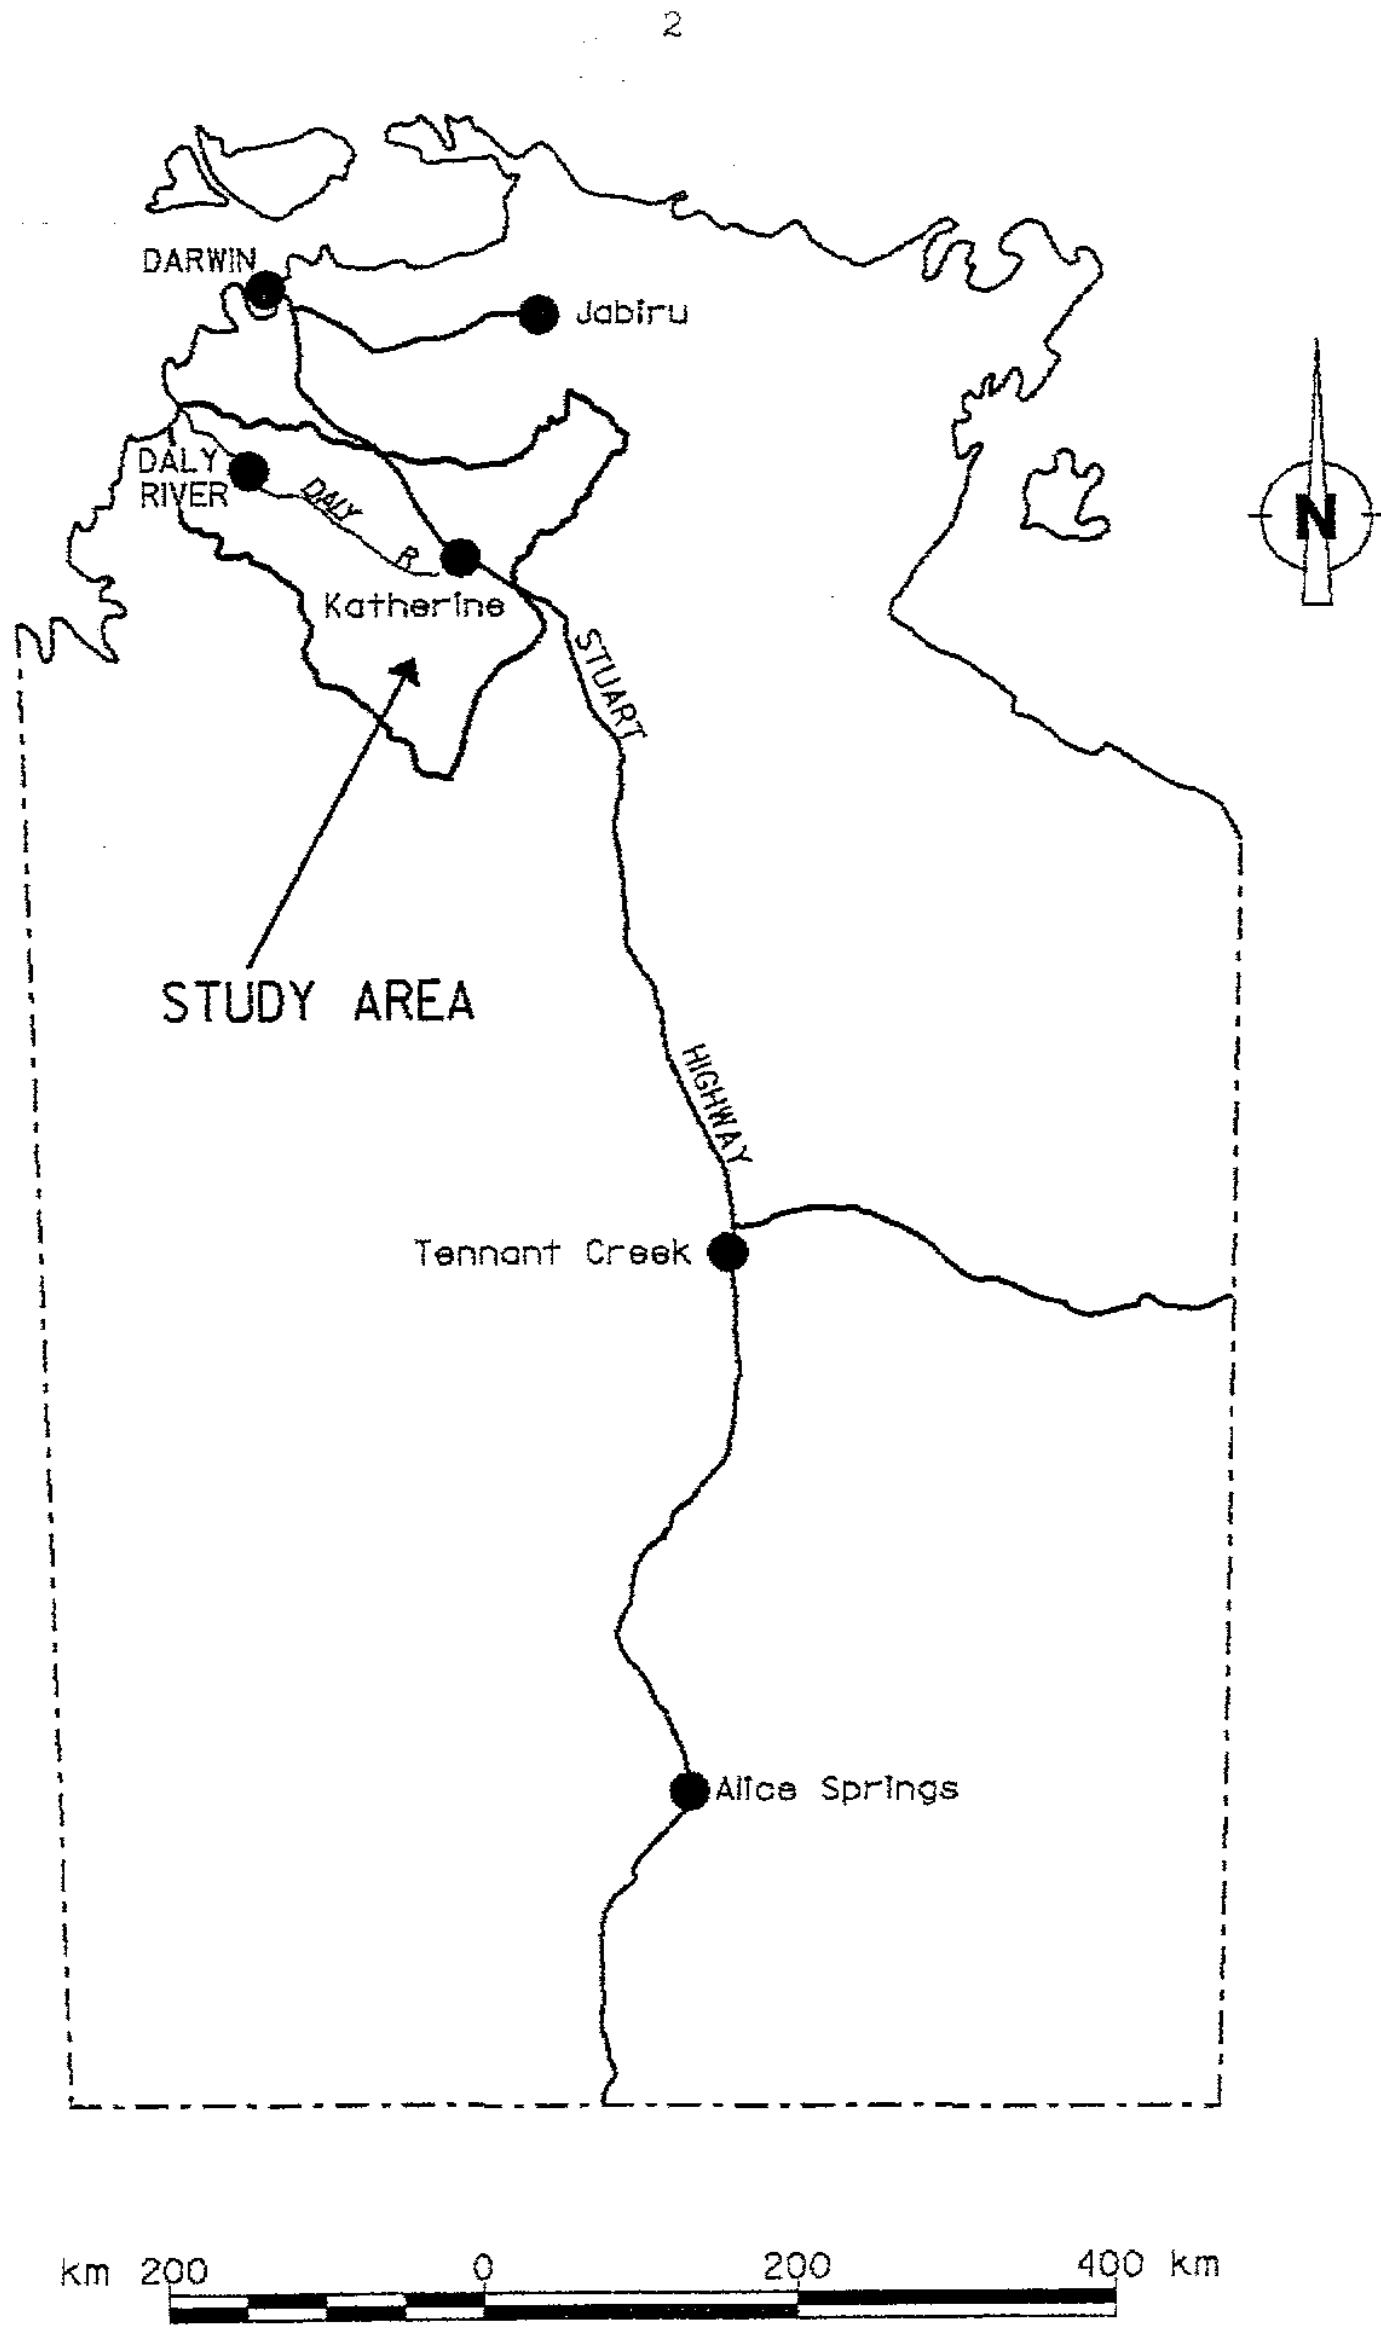 2
DARWIN
Jabiru
DALY
RIVER
DALY
R
N
Katherine
STUART
STUDY AREA
HIGHWAY
Tennant Creek
Alice Springs
km 200 0 200 400 km